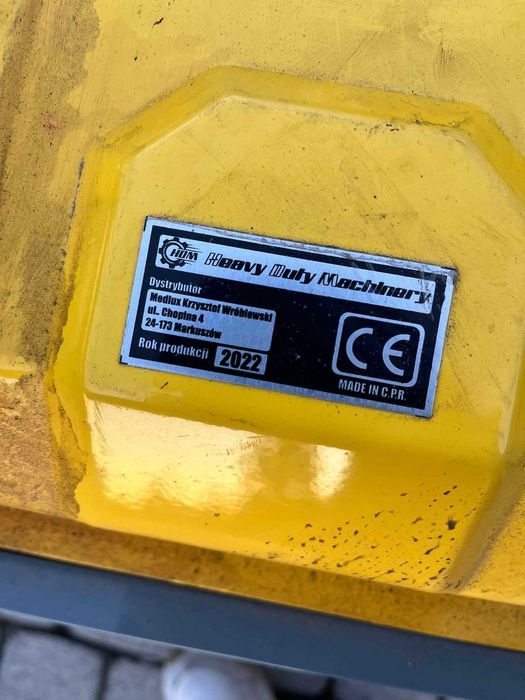 HDM Heavy Duty Machinery
Dystrybutor
Medlux Krzysztof Wróblewski
ul. Chopina 4
24-173 Markuszów
Rok produkcji 2022
CE
MADE IN C.P.R.